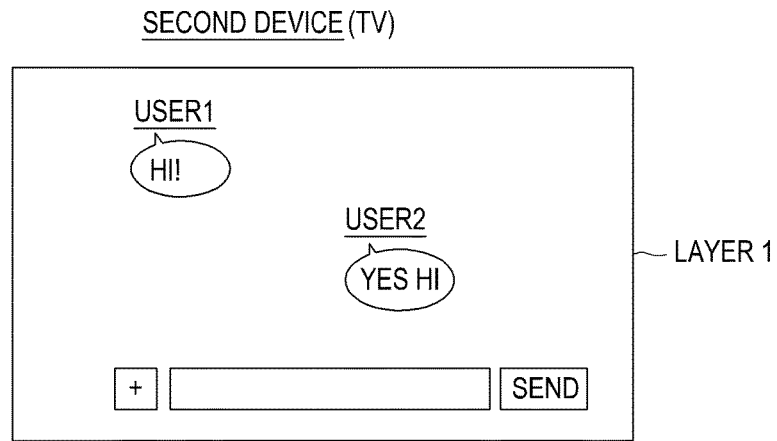 SECOND DEVICE (TV)
USER1
HI!
USER2
YES HI
LAYER 1
+
SEND